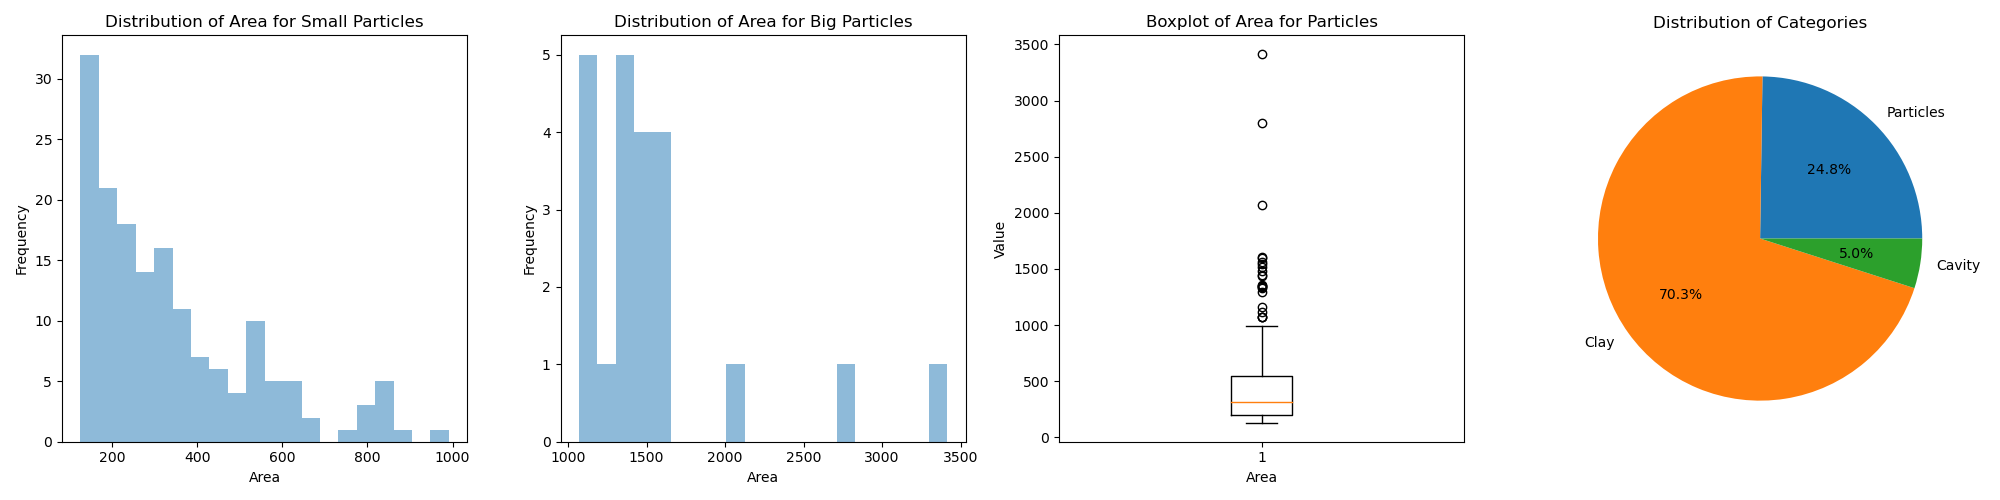 Distribution of Area for Small Particles
Frequency
30
25
20
15
10
5
0
200 400 600 800 1000
Area
Distribution of Area for Big Particles
Frequency
5
4
3
2
1
0
1000 1500 2000 2500 3000 3500
Area
Boxplot of Area for Particles
Value
3500
3000
2500
2000
1500
1000
500
0
1
Area
Distribution of Categories
Particles
24.8%
5.0%
Cavity
70.3%
Clay